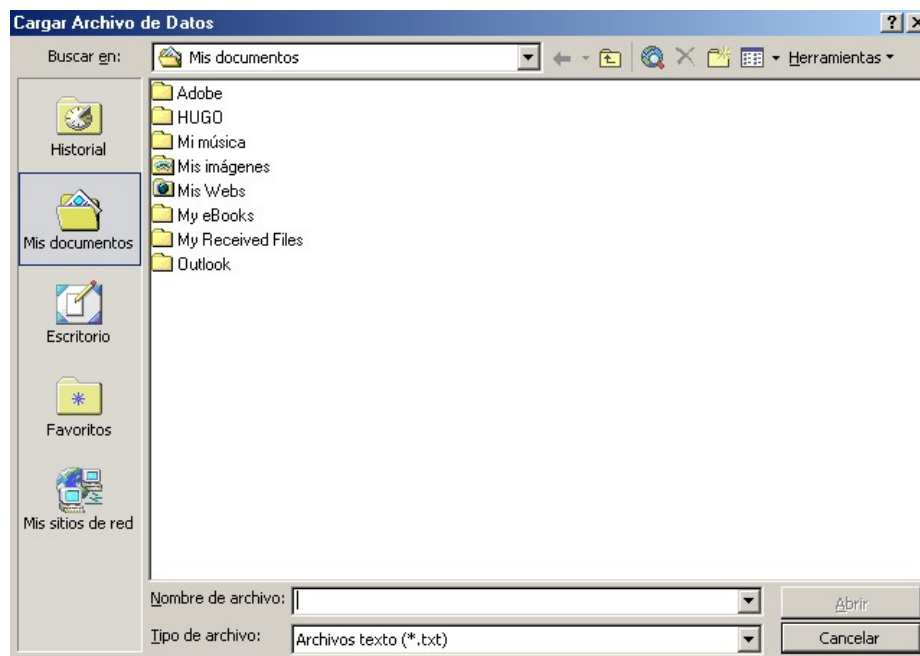 Cargar Archivo de Datos
Buscar en: Mis documentos Herramientas
Historial
Mis documentos
Escritorio
Favoritos
Mis sitios de red
Adobe
HUGO
Mi música
Mis imágenes
Mis Webs
My eBooks
My Received Files
Outlook
Nombre de archivo: Abrir
Tipo de archivo: Archivos texto (*.txt) Cancelar